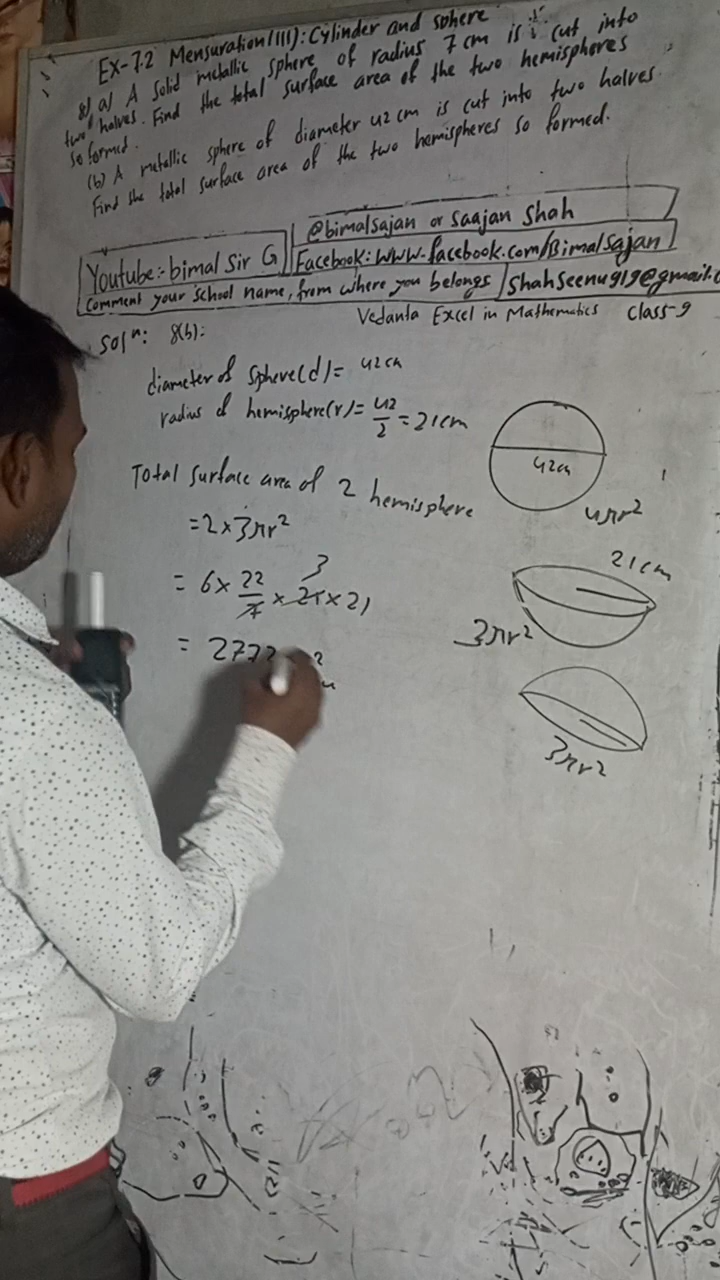 EX-7.2 Mensuration(III): Cylinder and sphere
8) a) A solid metallic sphere of radius 7 cm is cut into
two halves. Find the total surface area of the two hemispheres
so formed.
(b) A metallic sphere of diameter 42 cm is cut into two halves.
Find the total surface area of the two hemispheres so formed.
@bimalsajan or Saajan Shah
Youtube:- bimal Sir G
Facebook: www.facebook.com/Bimalsajan
Comment your school name, from where you belongs
Shahseenu919@gmail.c
Vedanta Excel in Mathematics Class-9
Solⁿ: 8(b):
diameter of sphere(d) = 42cm
radius of hemisphere(r) = 42/2 = 21cm
42cm
4πr²
Total surface area of 2 hemisphere
= 2×3πr²
= 6 × 22/7 × 21 × 21
3
= 2772
21cm
3πr²
3πr²